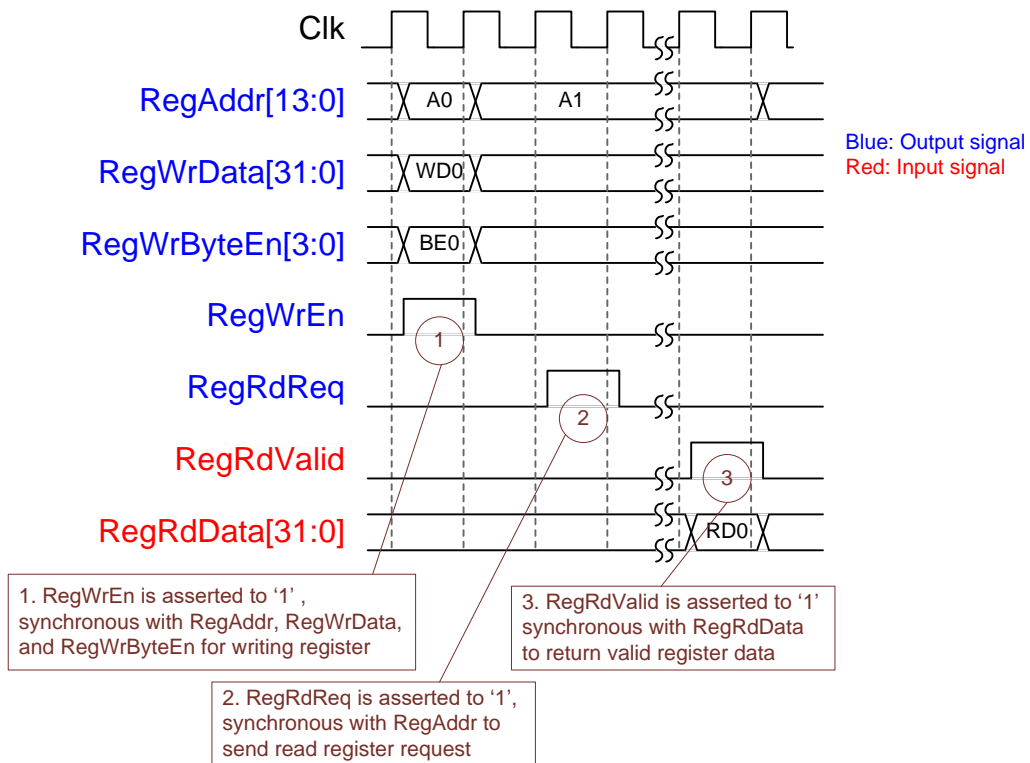 Clk
RegAddr[13:0]
A0
A1
Blue: Output signal
Red: Input signal
RegWrData[31:0]
WD0
RegWrByteEn[3:0]
BE0
RegWrEn
1
RegRdReq
2
RegRdValid
3
RegRdData[31:0]
RD0
1. RegWrEn is asserted to ‘1’ ,
synchronous with RegAddr, RegWrData,
and RegWrByteEn for writing register
3. RegRdValid is asserted to ‘1’
synchronous with RegRdData
to return valid register data
2. RegRdReq is asserted to ‘1’,
synchronous with RegAddr to
send read register request